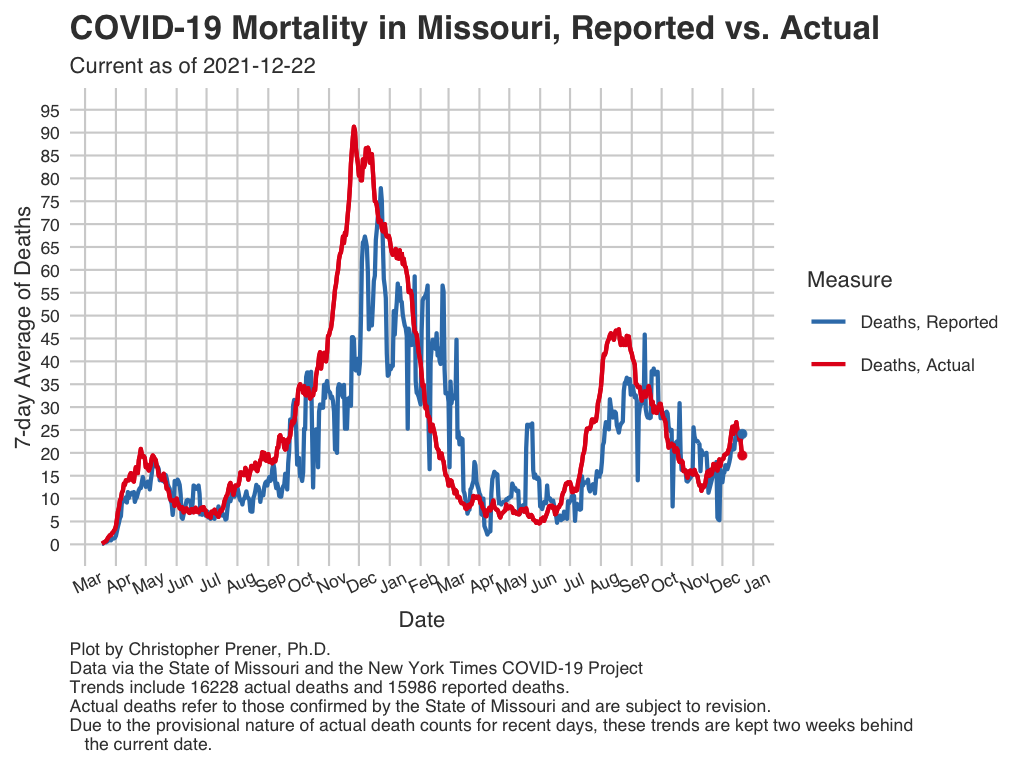 COVID-19 Mortality in Missouri, Reported vs. Actual
Current as of 2021-12-22
95
90
85
80
75
70
65
60
55
50
45
40
35
30
25
20
15
10
5
0
7-day Average of Deaths
Mar Apr May Jun Jul Aug Sep Oct Nov Dec Jan Feb Mar Apr May Jun Jul Aug Sep Oct Nov Dec Jan
Date
Measure
Deaths, Reported
Deaths, Actual
Plot by Christopher Prener, Ph.D.
Data via the State of Missouri and the New York Times COVID-19 Project
Trends include 16228 actual deaths and 15986 reported deaths.
Actual deaths refer to those confirmed by the State of Missouri and are subject to revision.
Due to the provisional nature of actual death counts for recent days, these trends are kept two weeks behind
the current date.